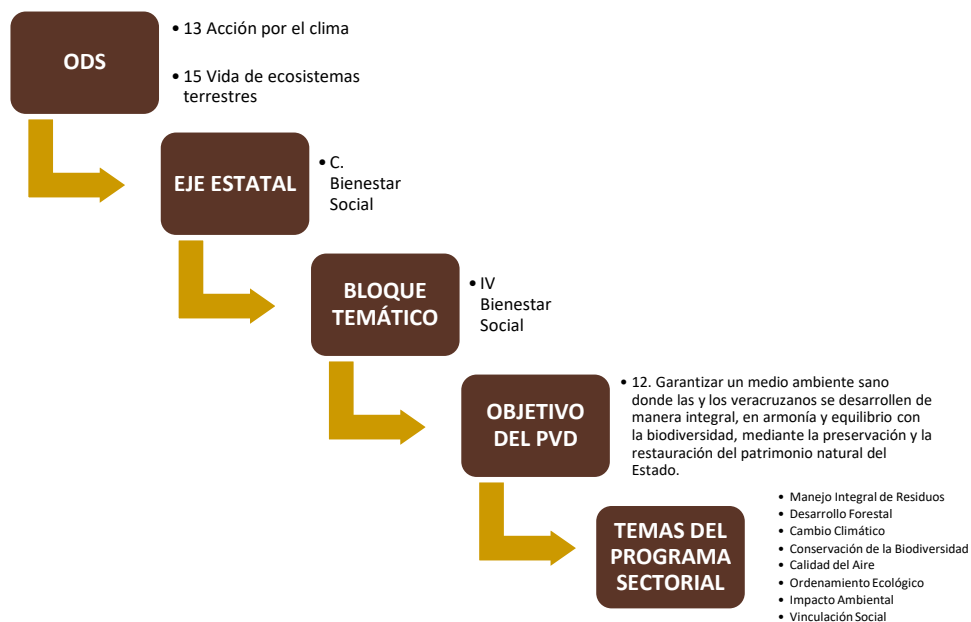 ODS
• 13 Acción por el clima
• 15 Vida de ecosistemas
terrestres
EJE ESTATAL
• C.
Bienestar
Social
BLOQUE
TEMÁTICO
• IV
Bienestar
Social
OBJETIVO
DEL PVD
• 12. Garantizar un medio ambiente sano
donde las y los veracruzanos se desarrollen de
manera integral, en armonía y equilibrio con
la biodiversidad, mediante la preservación y la
restauración del patrimonio natural del
Estado.
TEMAS DEL
PROGRAMA
SECTORIAL
• Manejo Integral de Residuos
• Desarrollo Forestal
• Cambio Climático
• Conservación de la Biodiversidad
• Calidad del Aire
• Ordenamiento Ecológico
• Impacto Ambiental
• Vinculación Social